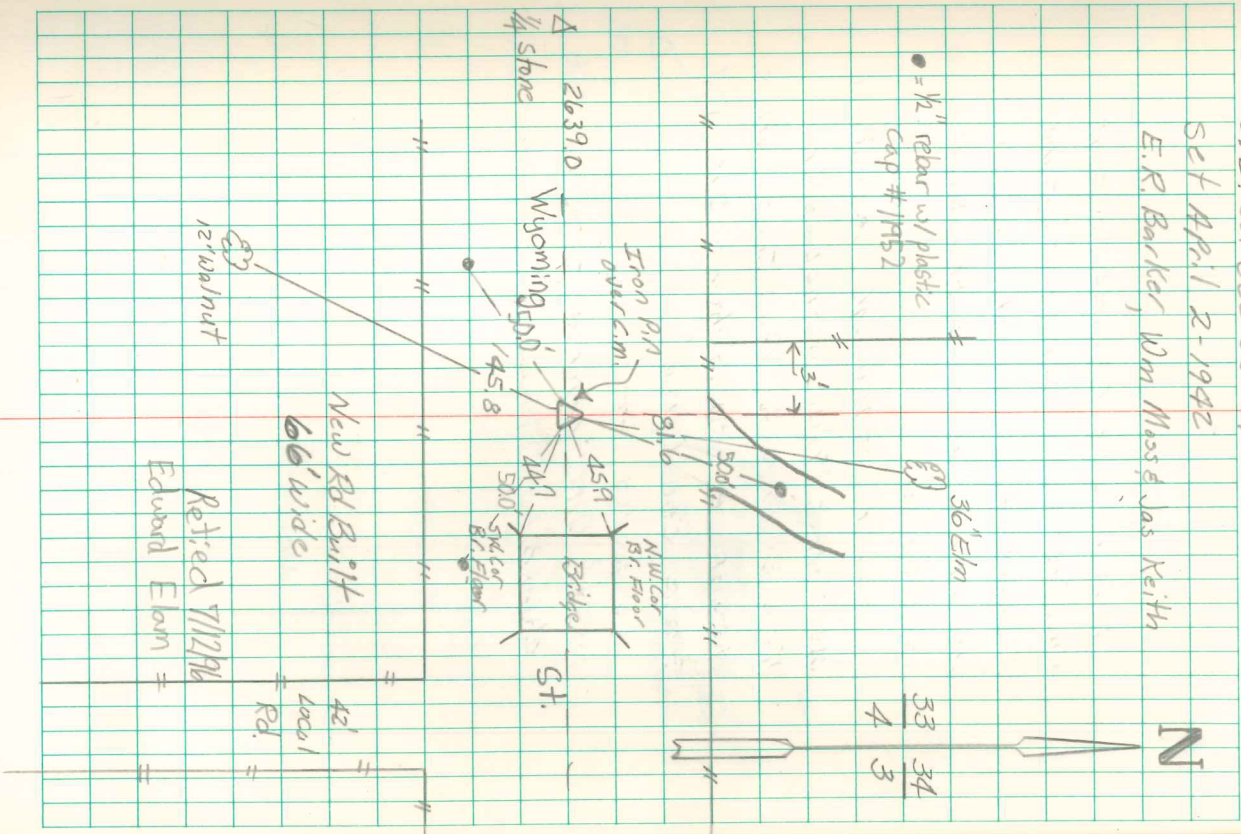 Set April 2-1942
E.R. Barker, Wm Moss & Jas Keith
N
33 | 34
4 | 3
• = 1/2" rebar w/ plastic
Cap # 1952
36" Elm
3'
81.6
50.0'
Iron Pin
over C.M.
N.W. Cor
Br. Floor
45.9
Δ
1/4 Stone
2639.0
Wyoming
St.
Bridge
50.0'
145.8
44.7
50.0'
S.W. Cor
Br. Floor
12" Walnut
New Rd Built
66' Wide
Retied 7/12/96
Edward Elam
42'
Local
Rd.